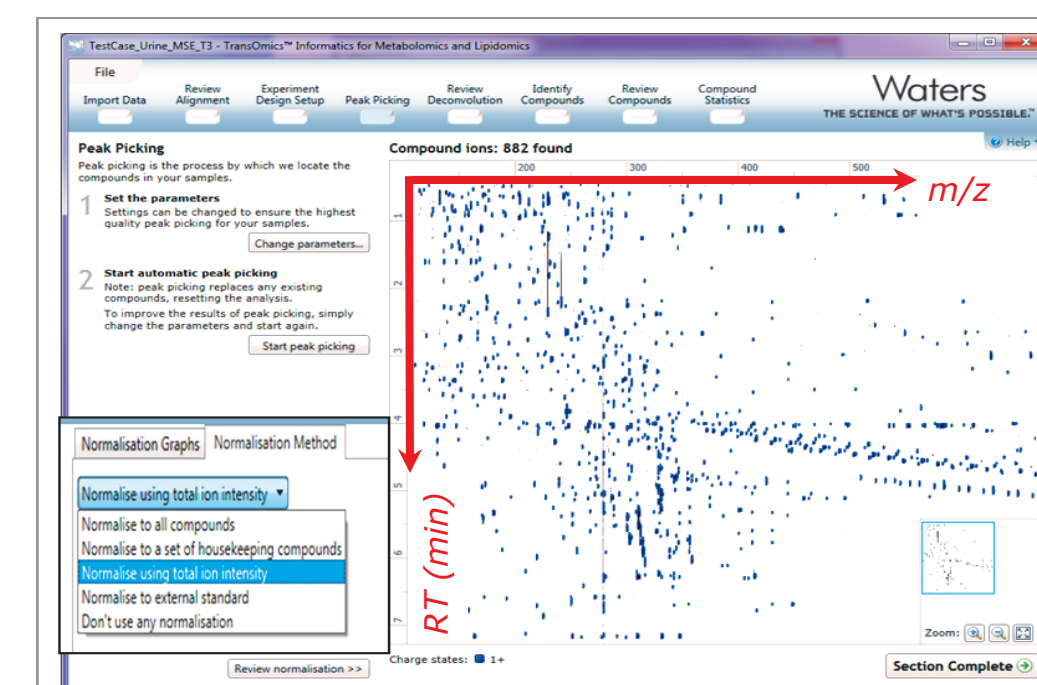 TestCase_Urine_MSE_T3 - TransOmics™ Informatics for Metabolomics and Lipidomics
File
Import Data
Review Alignment
Experiment Design Setup
Peak Picking
Review Deconvolution
Identify Compounds
Review Compounds
Compound Statistics
Waters
THE SCIENCE OF WHAT'S POSSIBLE.™
Help
Peak Picking
Peak picking is the process by which we locate the
compounds in your samples.
1 Set the parameters
Settings can be changed to ensure the highest
quality peak picking for your samples.
Change parameters...
2 Start automatic peak picking
Note: peak picking replaces any existing
compounds, resetting the analysis.
To improve the results of peak picking, simply
change the parameters and start again.
Start peak picking
Compound ions: 882 found
200 300 400 500
m/z
1
2
3
4
5
6
7
RT (min)
Normalisation Graphs Normalisation Method
Normalise using total ion intensity
Normalise to all compounds
Normalise to a set of housekeeping compounds
Normalise using total ion intensity
Normalise to external standard
Don't use any normalisation
Review normalisation >>
Charge states: 1+
Zoom:
Section Complete